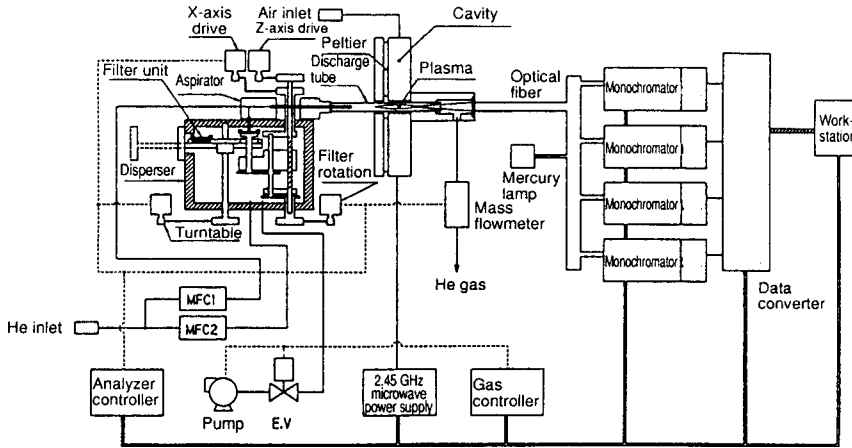 X-axis
drive
Air inlet
Z-axis drive
Cavity
Peltier
Discharge
tube
Plasma
Filter unit
Aspirator
Optical
fiber
Monochromator
Monochromator
Monochromator
Monochromator
Work-
station
Disperser
Filter
rotation
Mercury
lamp
Turntable
Mass
flowmeter
He gas
Data
converter
He inlet
MFC1
MFC2
Analyzer
controller
Pump
E.V
2.45 GHz
microwave
power supply
Gas
controller